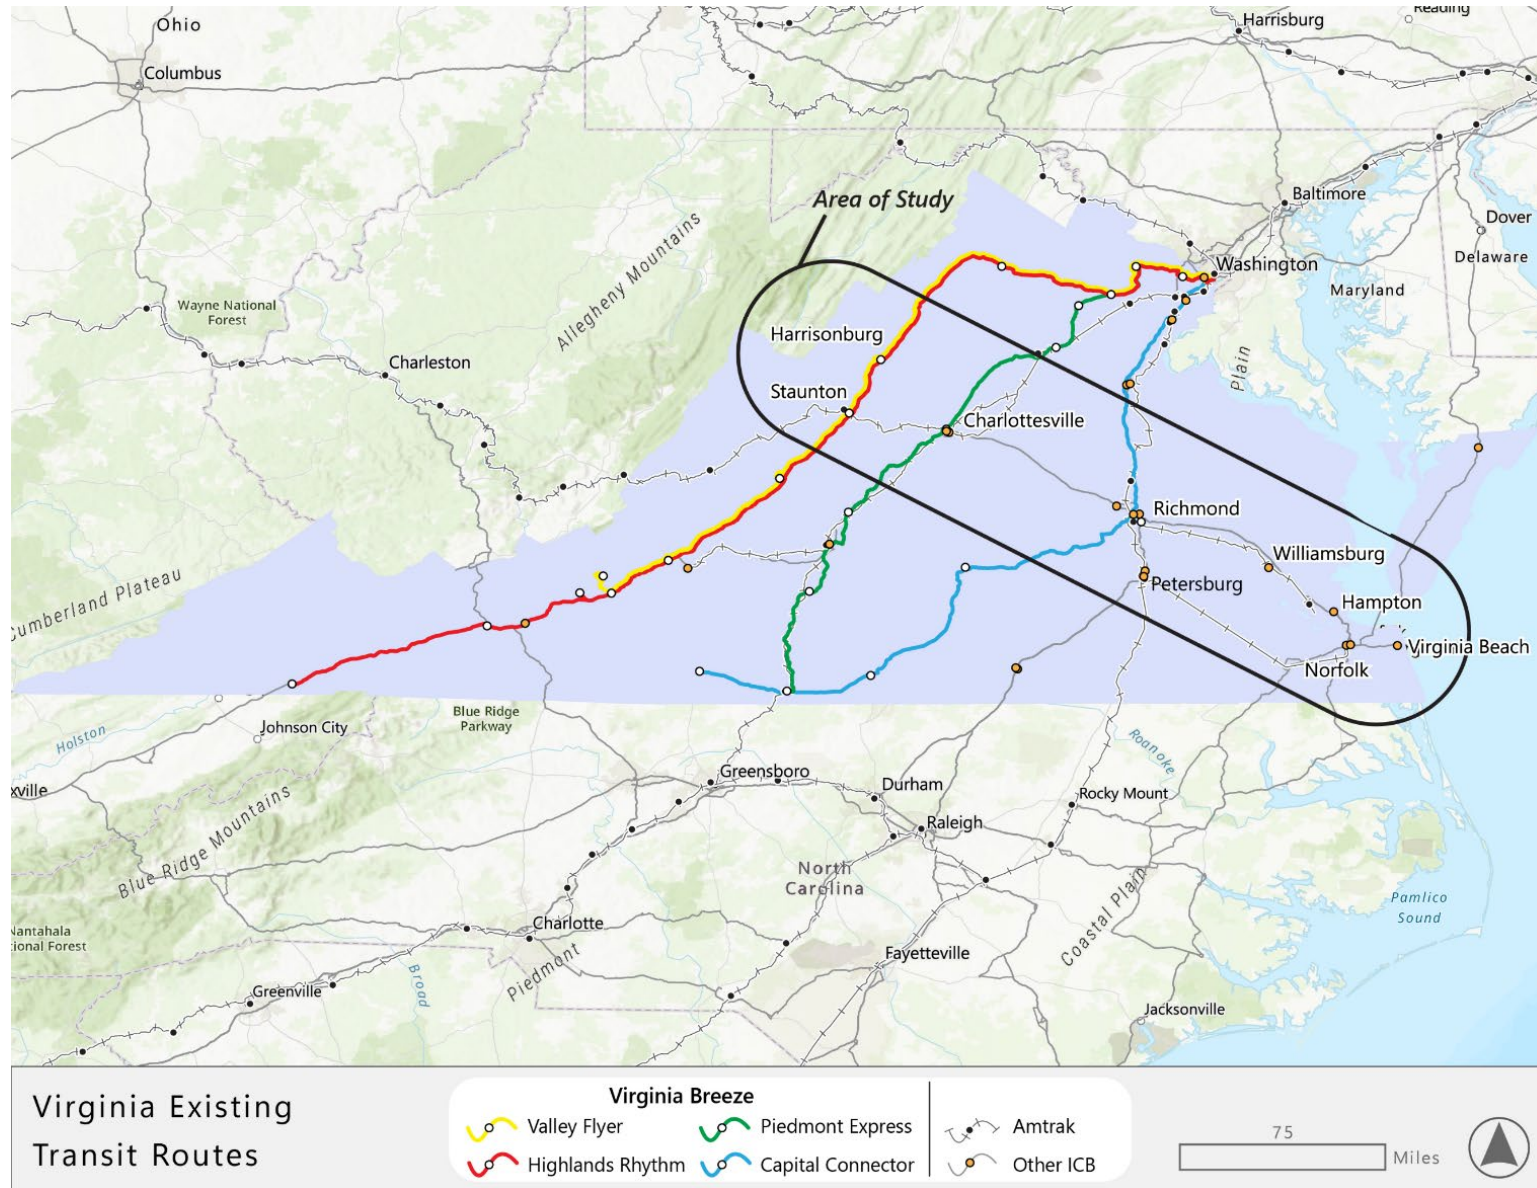 Reading
Harrisburg
Ohio
Columbus
Baltimore
Area of Study
Dover
Delaware
Washington
Maryland
Allegheny Mountains
Wayne National
Forest
Harrisonburg
Plain
Charleston
Staunton
Charlottesville
Richmond
Williamsburg
Cumberland Plateau
Petersburg
Hampton
Virginia Beach
Norfolk
Johnson City
Blue Ridge
Parkway
Holston
Roanoke
xville
Greensboro
Durham
Rocky Mount
Raleigh
Blue Ridge Mountains
North
Carolina
Coastal Plain
Pamlico
Sound
Nantahala
tional Forest
Charlotte
Piedmont
Fayetteville
Broad
Greenville
Jacksonville
Virginia Existing
Transit Routes
Virginia Breeze
Valley Flyer
Piedmont Express
Amtrak
Highlands Rhythm
Capital Connector
Other ICB
75
Miles